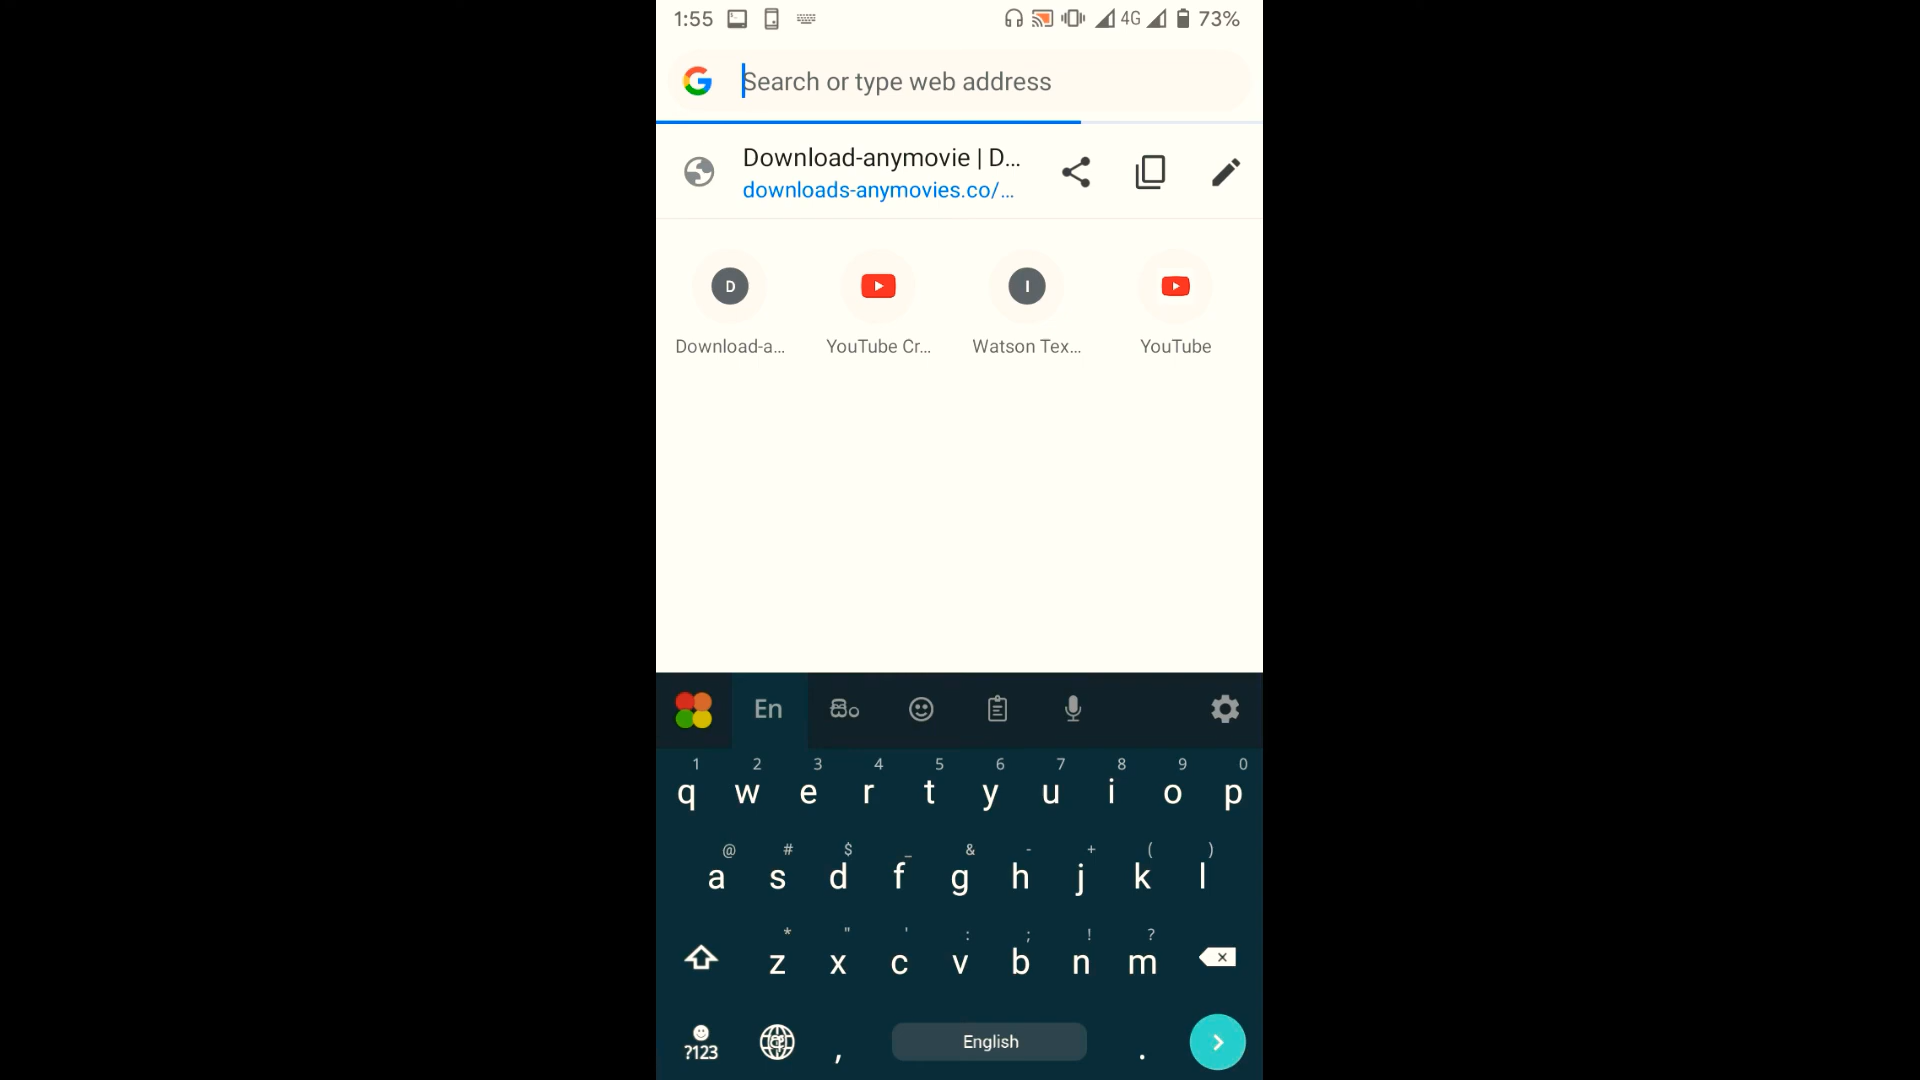 1:55 4G 73%
Search or type web address
Download-anymovie | D...
downloads-anymovies.co/...
D I
Download-a... YouTube Cr... Watson Tex... YouTube
En සිං
1 2 3 4 5 6 7 8 9 0
q w e r t y u i o p
@ # $ _ & - + ( )
a s d f g h j k l
* " ' : ; ! ?
z x c v b n m
?123 , English .